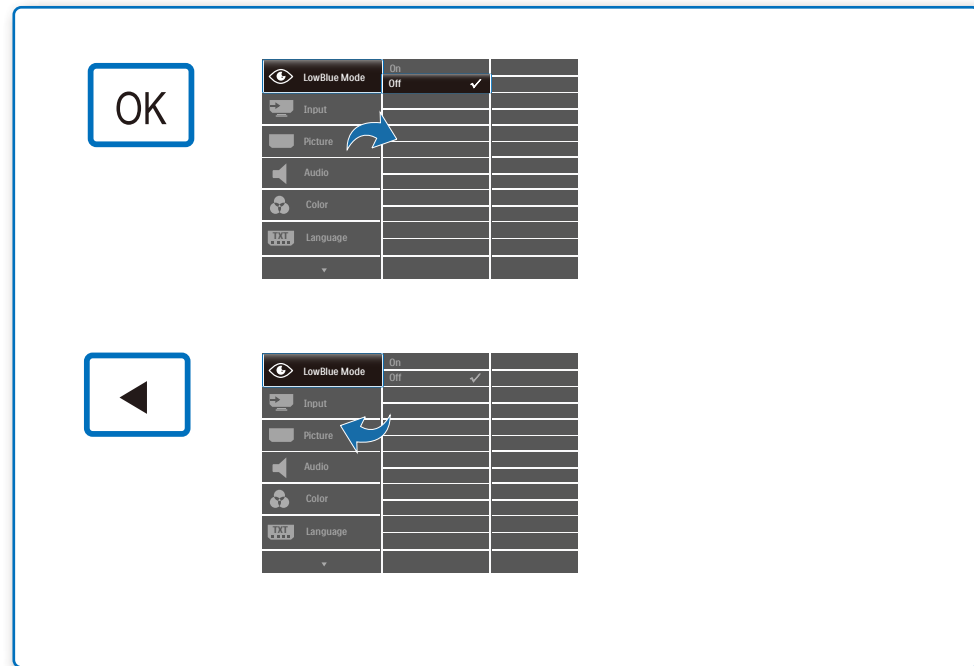 OK
LowBlue Mode
On
Off
Input
Picture
Audio
Color
TXT
Language
LowBlue Mode
On
Off
Input
Picture
Audio
Color
TXT
Language